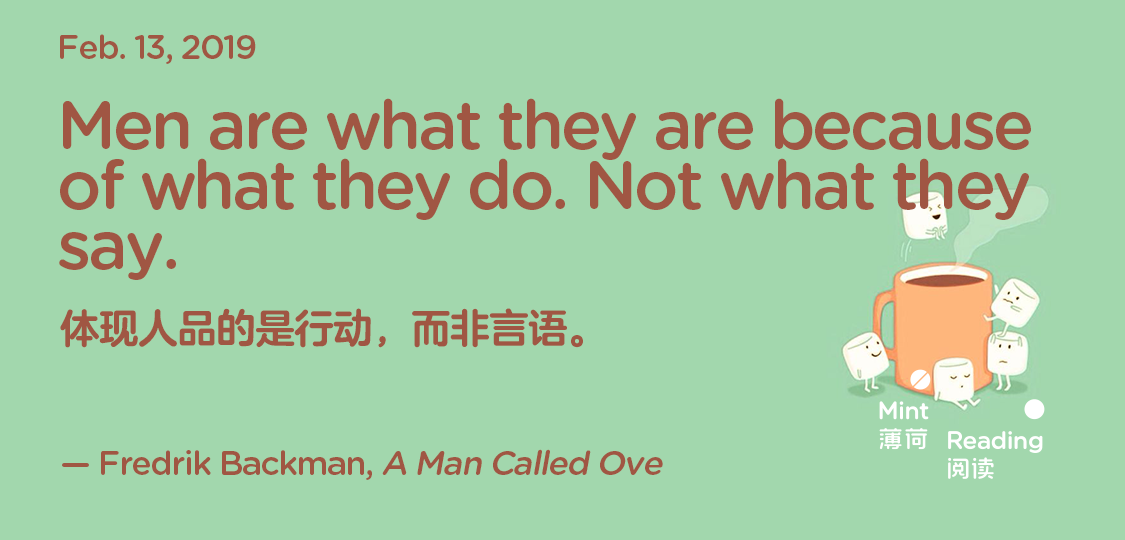 Feb. 13, 2019
Men are what they are because
of what they do. Not what they
say.
体现人品的是行动，而非言语。
— Fredrik Backman, A Man Called Ove
Mint
薄荷
Reading
阅读